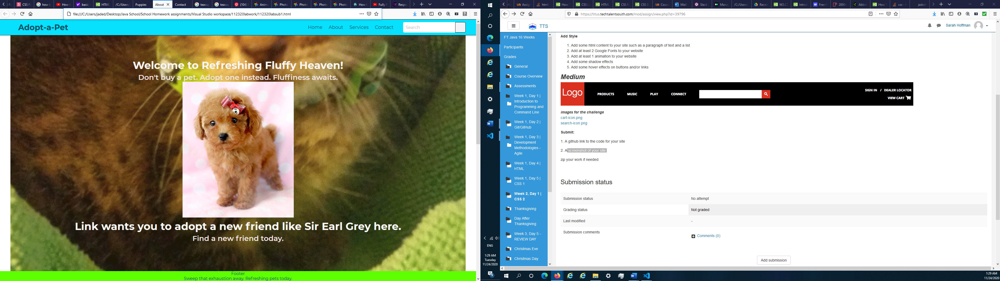 CSS Pa
How t
basic
HTML
/C:/Users/
Puppies
About
Contact
teacup
teacup
(104)
Anima
Photo
Photo
Photo
Photo
How to
Fully
Respo
file:///C:/Users/jaded/Desktop/Java School/School Homework assignments/Visual Studio workspace/112320labwork/112320labsub1.html
Adopt-a-Pet
Home
About
Services
Contact
Search
Welcome to Refreshing Fluffy Heaven!
Don't buy a pet. Adopt one instead. Fluffiness awaits.
Link wants you to adopt a new friend like Sir Earl Grey here.
Find a new friend today.
Footer
Sweep that exhaustion away. Refreshing pets today.
ENG
1:29 AM
Tuesday
11/24/2020
9
Assign
html -
How
CSS L
HTML
CSS N
CSS D
Cours
Mail -
Slack
Mana
/C:/Users/
Recen
W3.CS
Introd
Free H
2000+
Abbre
How
css -
jaded
https://titus.techtalentsouth.com/mod/assign/view.php?id=39796
TTS
Sarah Hoffman
FT Java 16 Weeks
Participants
Grades
General
Course Overview
Assessments
Week 1, Day 1 |
Introduction to
Programming and
Command Line
Week 1, Day 2 |
Git/GitHub
Week 1, Day 3 |
Development
Methodologies -
Agile
Week 1, Day 4 |
HTML
Week 1, Day 5 |
CSS 1
Week 2, Day 1 |
CSS 2
Thanksgiving
Day After
Thanksgiving
Week 3, Day 5 -
REVIEW DAY
Christmas Eve
Christmas Day
Add Style
1. Add some html content to your site such as a paragraph of text and a list
2. Add at least 2 Google Fonts to your website
3. Add at least 1 animation to your website
4. Add some shadow effects
5. Add some hover effects on buttons and/or links
Medium
Logo
PRODUCTS
MUSIC
PLAY
CONNECT
SIGN IN / DEALER LOCATOR
VIEW CART
images for the challenge
cart-icon.png
search-icon.png
Submit:
1. A github link to the code for your site
2. A screenshot of your site
zip your work if needed
Submission status
Submission status
No attempt
Grading status
Not graded
Last modified
-
Submission comments
Comments (0)
Add submission
1:29 AM
11/24/2020